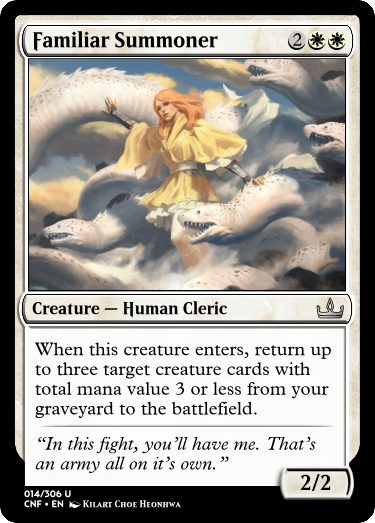 Familiar Summoner 2
Creature — Human Cleric
When this creature enters, return up
to three target creature cards with
total mana value 3 or less from your
graveyard to the battlefield.
“In this fight, you’ll have me. That’s
an army all on it’s own.”
2/2
014/306 U
CNF • EN Kilart Choe Heonhwa